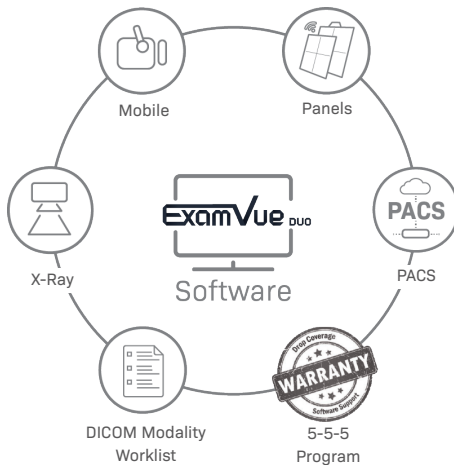 Mobile
Panels
ExamVue DUO
Software
X-Ray
PACS
PACS
DICOM Modality
Worklist
Drop Coverage
WARRANTY
Software Support
5-5-5
Program